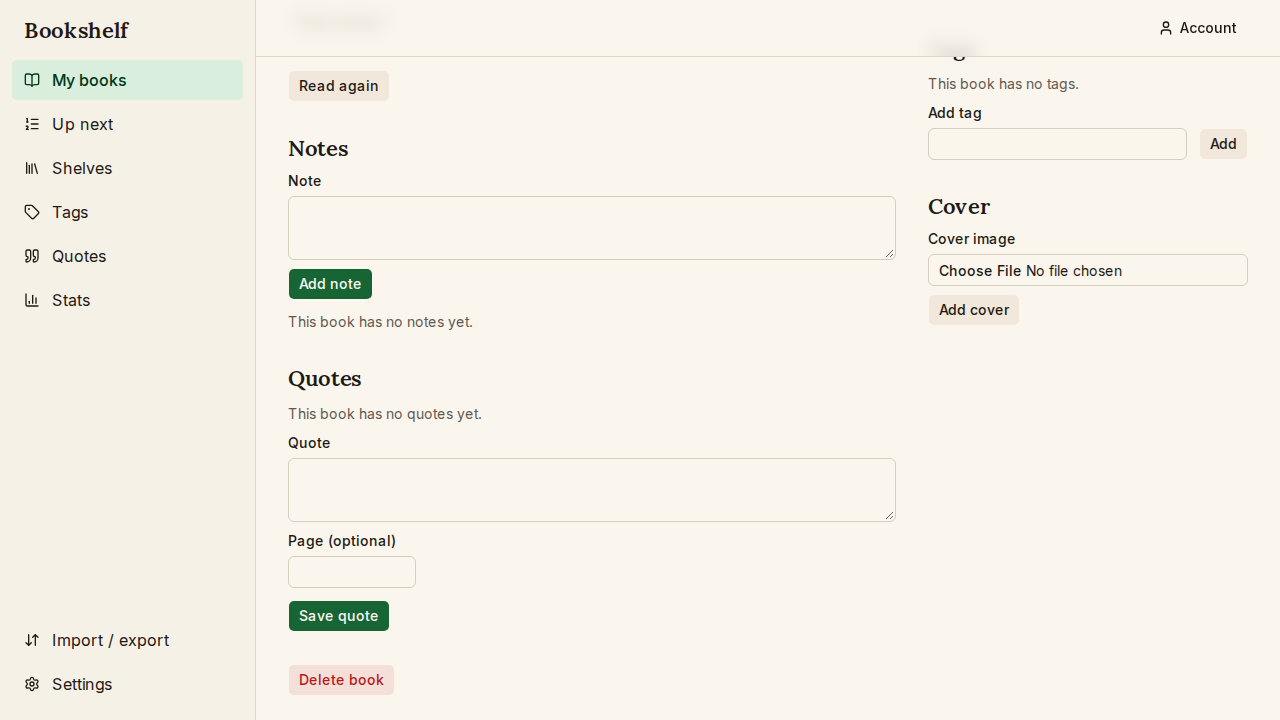 Bookshelf
My books
Up next
Shelves
Tags
Quotes
Stats
Import / export
Settings
Account
Read again
Notes
Note
Add note
This book has no notes yet.
Quotes
This book has no quotes yet.
Quote
Page (optional)
Save quote
Delete book
This book has no tags.
Add tag
Add
Cover
Cover image
Choose File No file chosen
Add cover